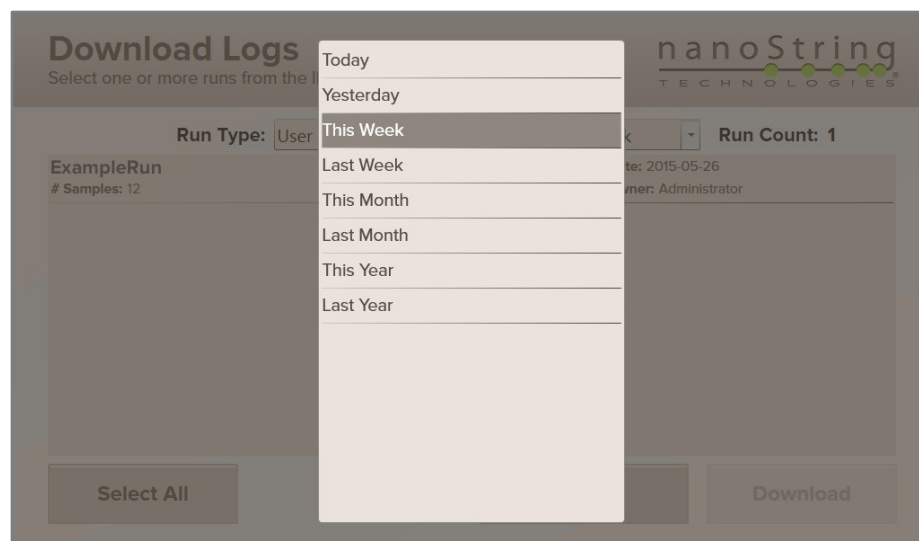 Download Logs
Select one or more runs from the
nanoString
TECHNOLOGIES
Run Type: User
Run Count: 1
Today
Yesterday
This Week
Last Week
This Month
Last Month
This Year
Last Year
ExampleRun
2015-05-26
# Samples: 12
Administrator
Select All
Download